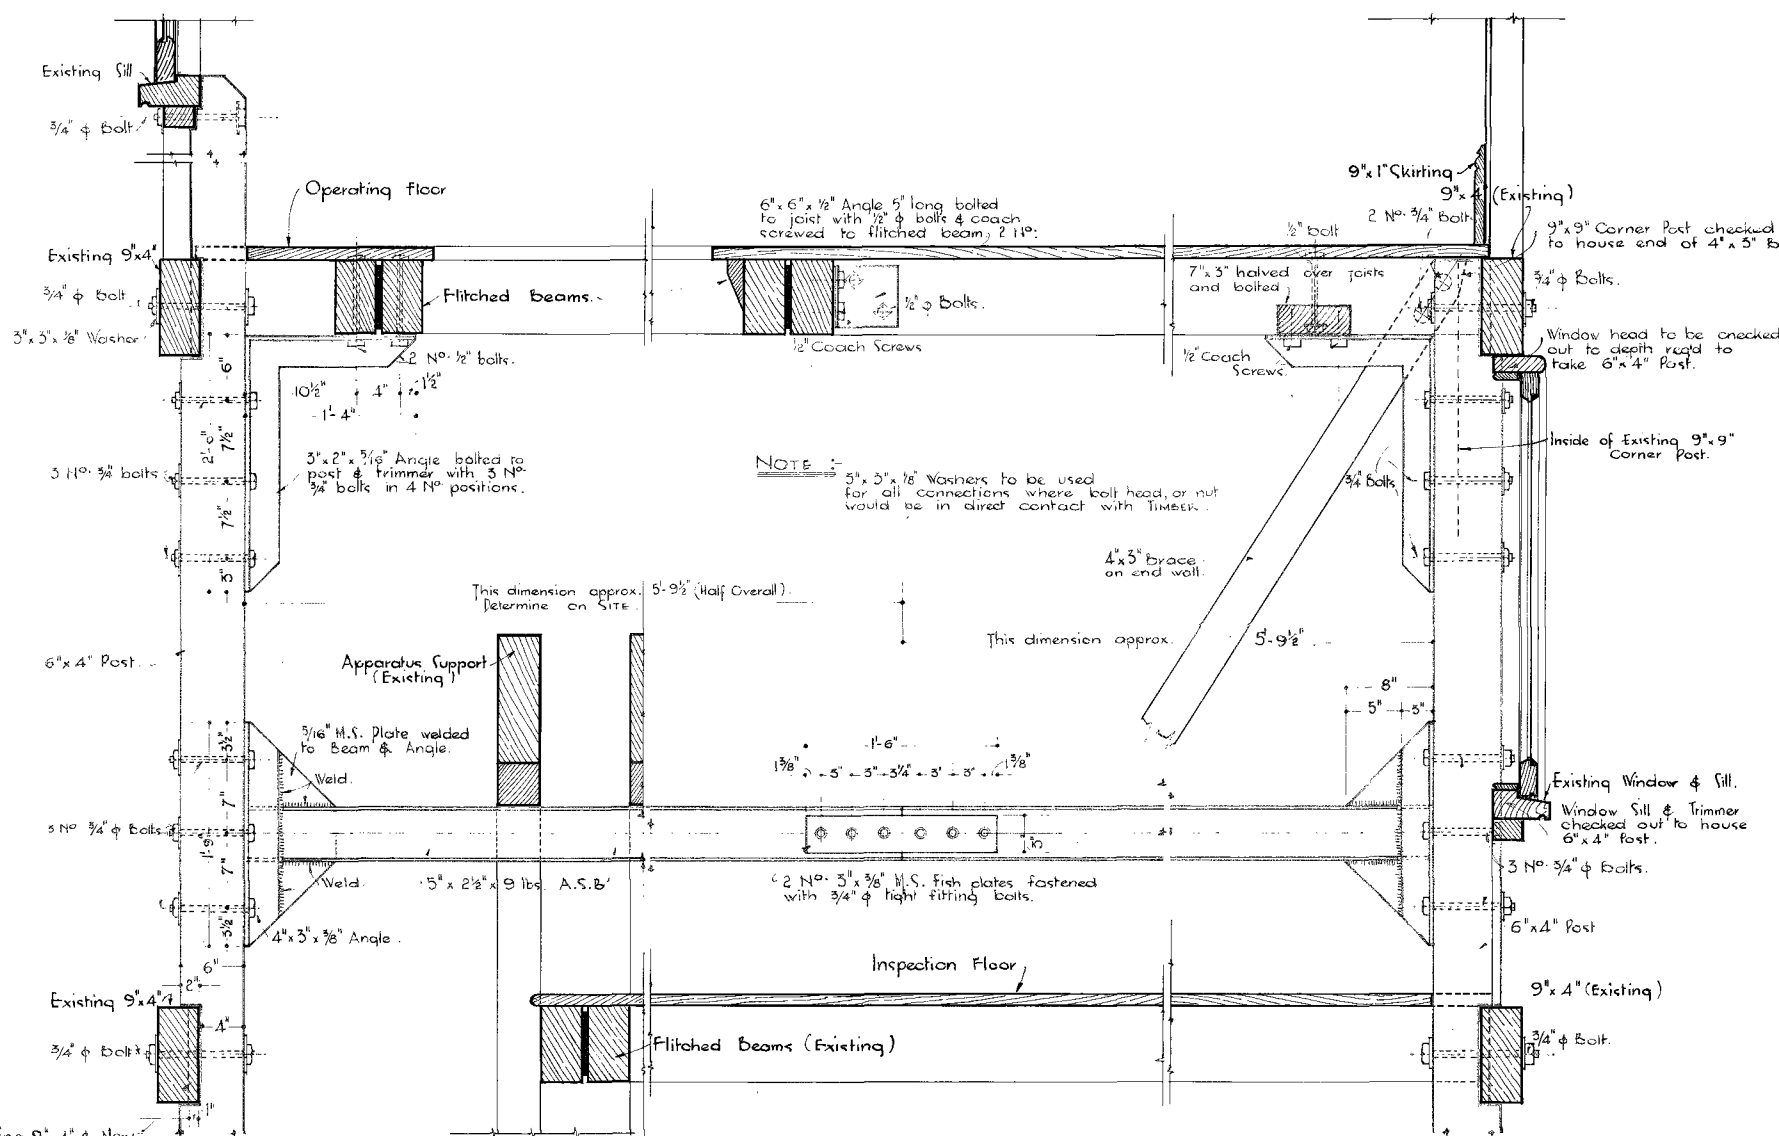 Existing Sill
3/4" φ Bolt
Operating floor
Existing 9"x4"
3/4" φ Bolt
3"x 3"x 1/8" Washer
Flitched Beams.
6"x 6"x 1/2" Angle 5" long bolted
to joist with 1/2" φ bolts & coach
screwed to flitched beam, 2 No:
1/2" φ Bolts.
1/2" Coach Screws
1/2" bolt
7"x 3" halved over joists
and bolted
9"x 1" Skirting
9"x 4 (Existing)
2 No. 3/4" Bolt
9"x 9" Corner Post checked
to house end of 4"x 3" B
3/4" φ Bolts.
Window head to be checked
out to depth req'd to
take 6"x 4" Post.
1/2" Coach
Screws.
2 No. 1/2" bolts.
6"
10 1/2"
4"
1 1/2"
1'- 4"
2'- 0"
7 1/2"
7 1/2"
3"
3 No. 3/4" bolts
3"x 2"x 5/16" Angle bolted to
post & trimmer with 3 No.
3/4" bolts in 4 No. positions.
NOTE :-
3"x 3"x 1/8" Washers to be used
for all connections where bolt head, or nut
would be in direct contact with TIMBER.
3/4" Bolts
Inside of Existing 9"x 9"
Corner Post.
4"x 3" Brace
on end wall.
This dimension approx. 5'- 9 1/2" (Half Overall).
Determine on SITE.
This dimension approx. 5'- 9 1/2"
6"x 4" Post.
Apparatus Support
(Existing)
8"
5"
3"
5/16" M.S. Plate welded
to Beam & Angle.
Weld.
3 1/2"
7"
1'- 9"
7"
3 1/2"
1'-6"
1 3/8"
3"
3"
3 1/4"
3"
3"
1 3/8"
3"
Existing Window & Sill.
Window Sill & Trimmer
checked out to house
6"x 4" Post.
3 No 3/4" φ Bolts
Weld.
5" x 2 1/2" x 9 lbs. A.S.B
2 No. 3"x 3/8" M.S. fish plates fastened
with 3/4" φ tight fitting bolts.
3 No. 3/4" φ Bolts.
4"x 3"x 3/8" Angle.
6"x 4" Post
6"
2"
Inspection Floor
Existing 9"x 4"
9"x 4" (Existing)
4"
3/4" φ Bolt
Flitched Beams (Existing)
3/4" φ Bolt.
1"